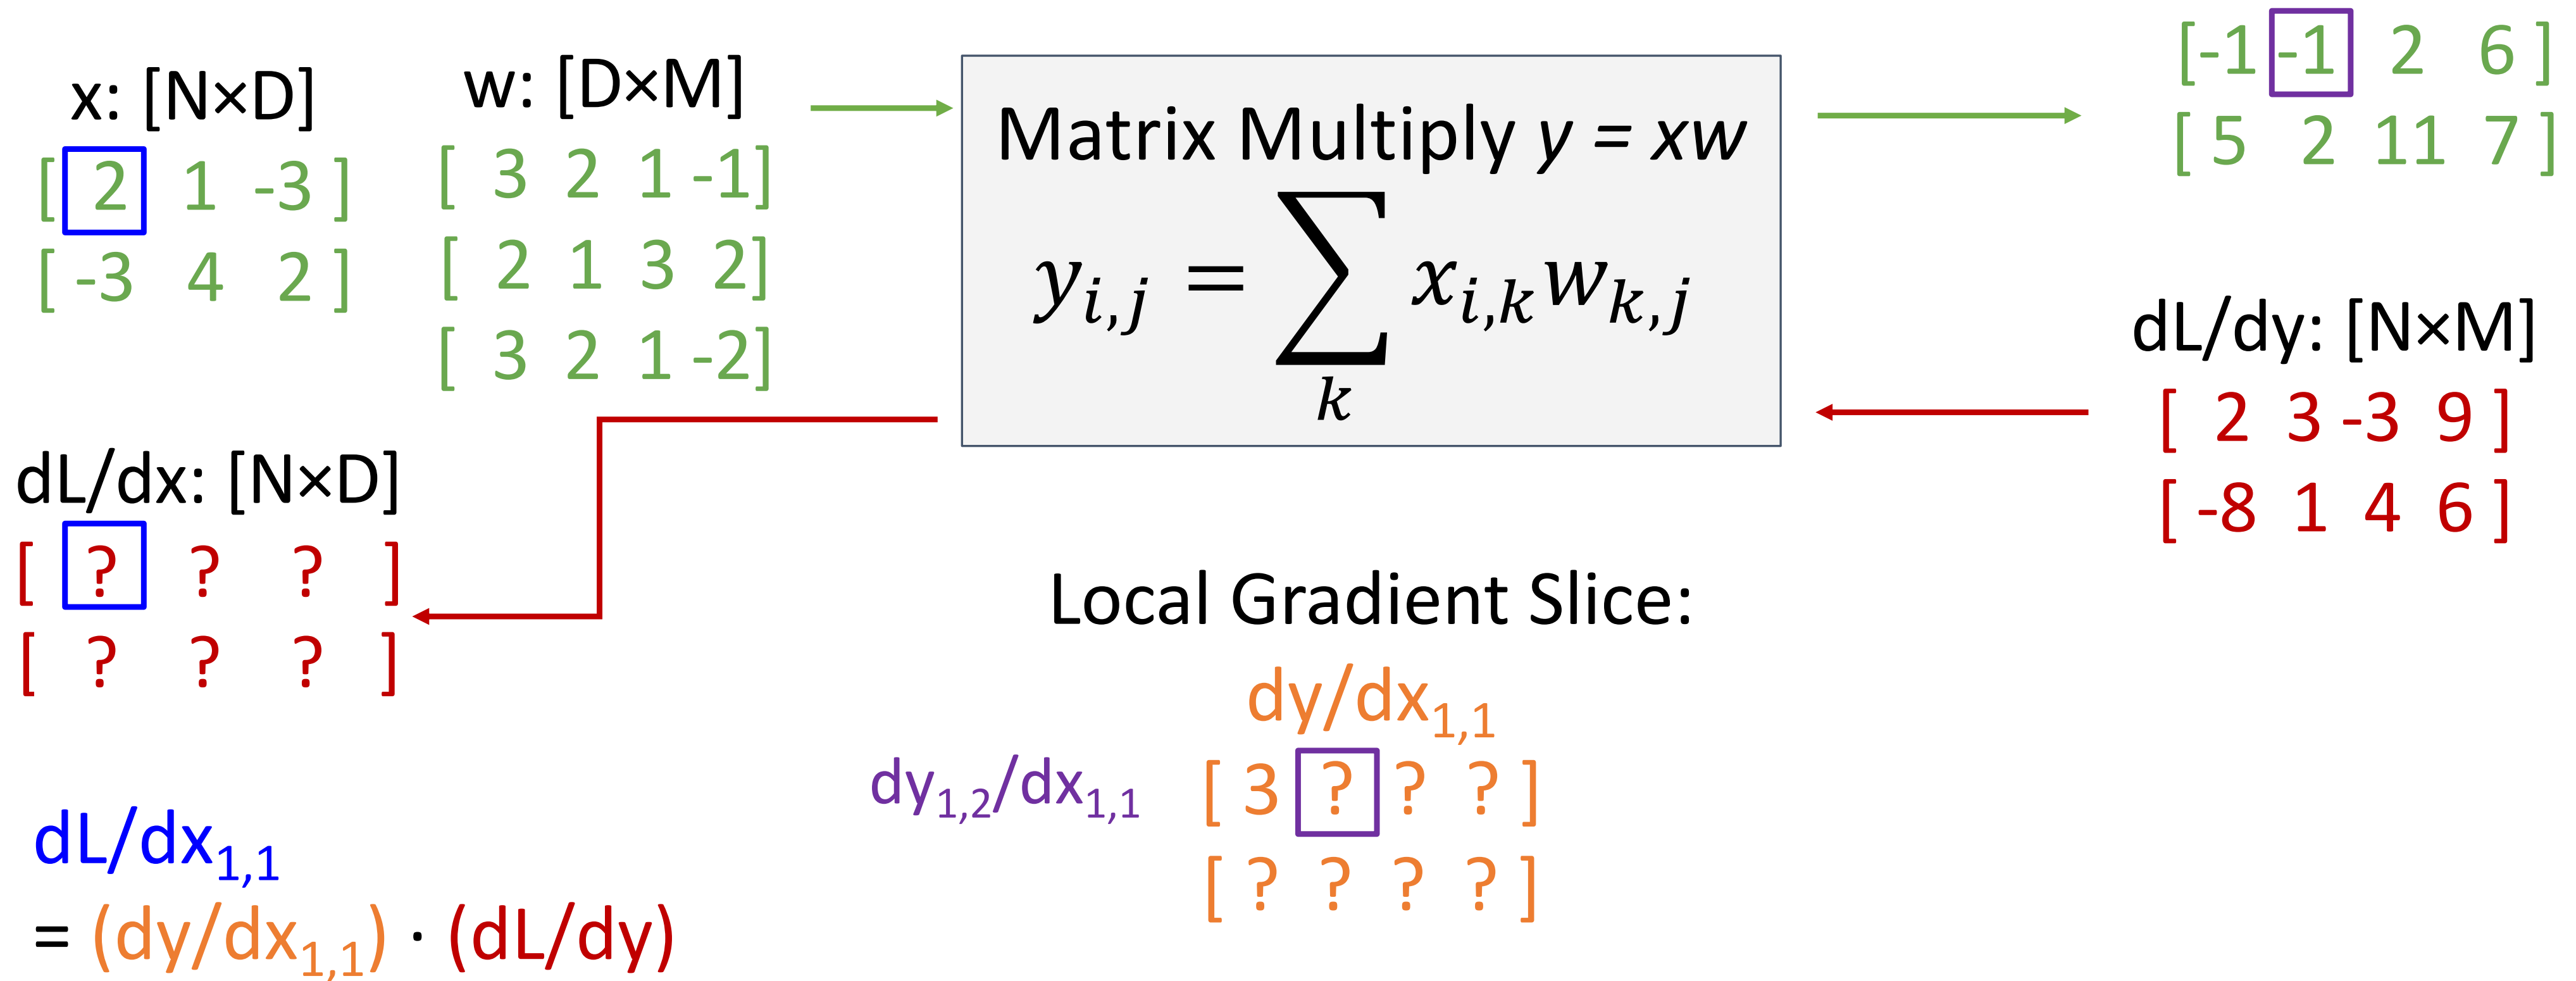 x: [N×D]
[ 2 1 -3 ]
[ -3 4 2 ]
w: [D×M]
[ 3 2 1 -1]
[ 2 1 3 2]
[ 3 2 1 -2]
Matrix Multiply y = xw
y_{i,j} = ∑_k x_{i,k}w_{k,j}
[-1 -1 2 6 ]
[ 5 2 11 7 ]
dL/dy: [N×M]
[ 2 3 -3 9 ]
[ -8 1 4 6 ]
dL/dx: [N×D]
[ ? ? ? ]
[ ? ? ? ]
Local Gradient Slice:
dy/dx_{1,1}
dy_{1,2}/dx_{1,1}
[ 3 ? ? ? ]
[ ? ? ? ? ]
dL/dx_{1,1}
= (dy/dx_{1,1}) · (dL/dy)